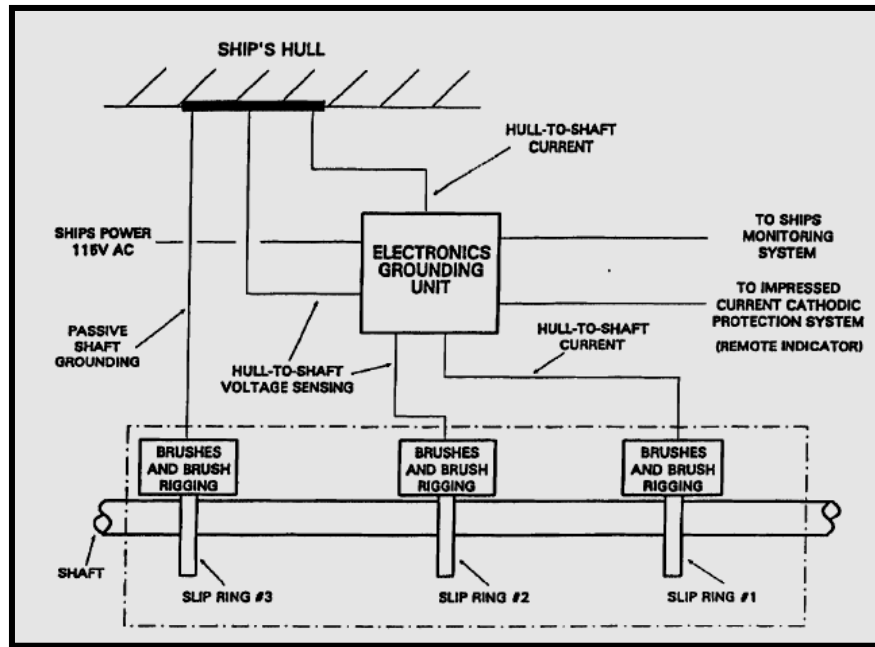 SHIP'S HULL
HULL-TO-SHAFT
CURRENT
SHIPS POWER
115V AC
ELECTRONICS
GROUNDING
UNIT
TO SHIPS
MONITORING
SYSTEM
TO IMPRESSED
CURRENT CATHODIC
PROTECTION SYSTEM
(REMOTE INDICATOR)
PASSIVE
SHAFT
GROUNDING
HULL-TO-SHAFT
VOLTAGE SENSING
HULL-TO-SHAFT
CURRENT
BRUSHES
AND BRUSH
RIGGING
BRUSHES
AND BRUSH
RIGGING
BRUSHES
AND BRUSH
RIGGING
SHAFT
SLIP RING #3
SLIP RING #2
SLIP RING #1